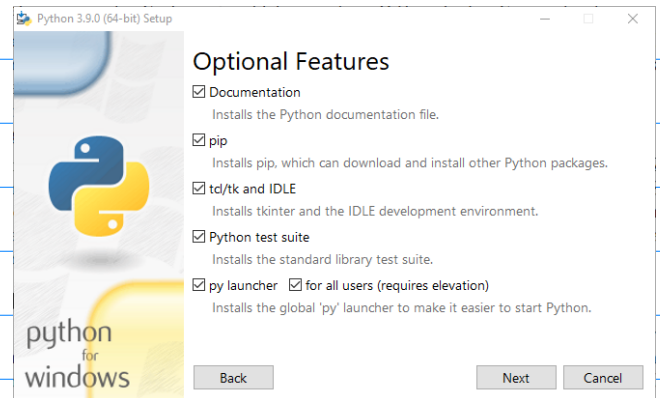 Python 3.9.0 (64-bit) Setup
Optional Features
Documentation
Installs the Python documentation file.
pip
Installs pip, which can download and install other Python packages.
tcl/tk and IDLE
Installs tkinter and the IDLE development environment.
Python test suite
Installs the standard library test suite.
py launcher for all users (requires elevation)
Installs the global 'py' launcher to make it easier to start Python.
python
for
windows
Back Next Cancel